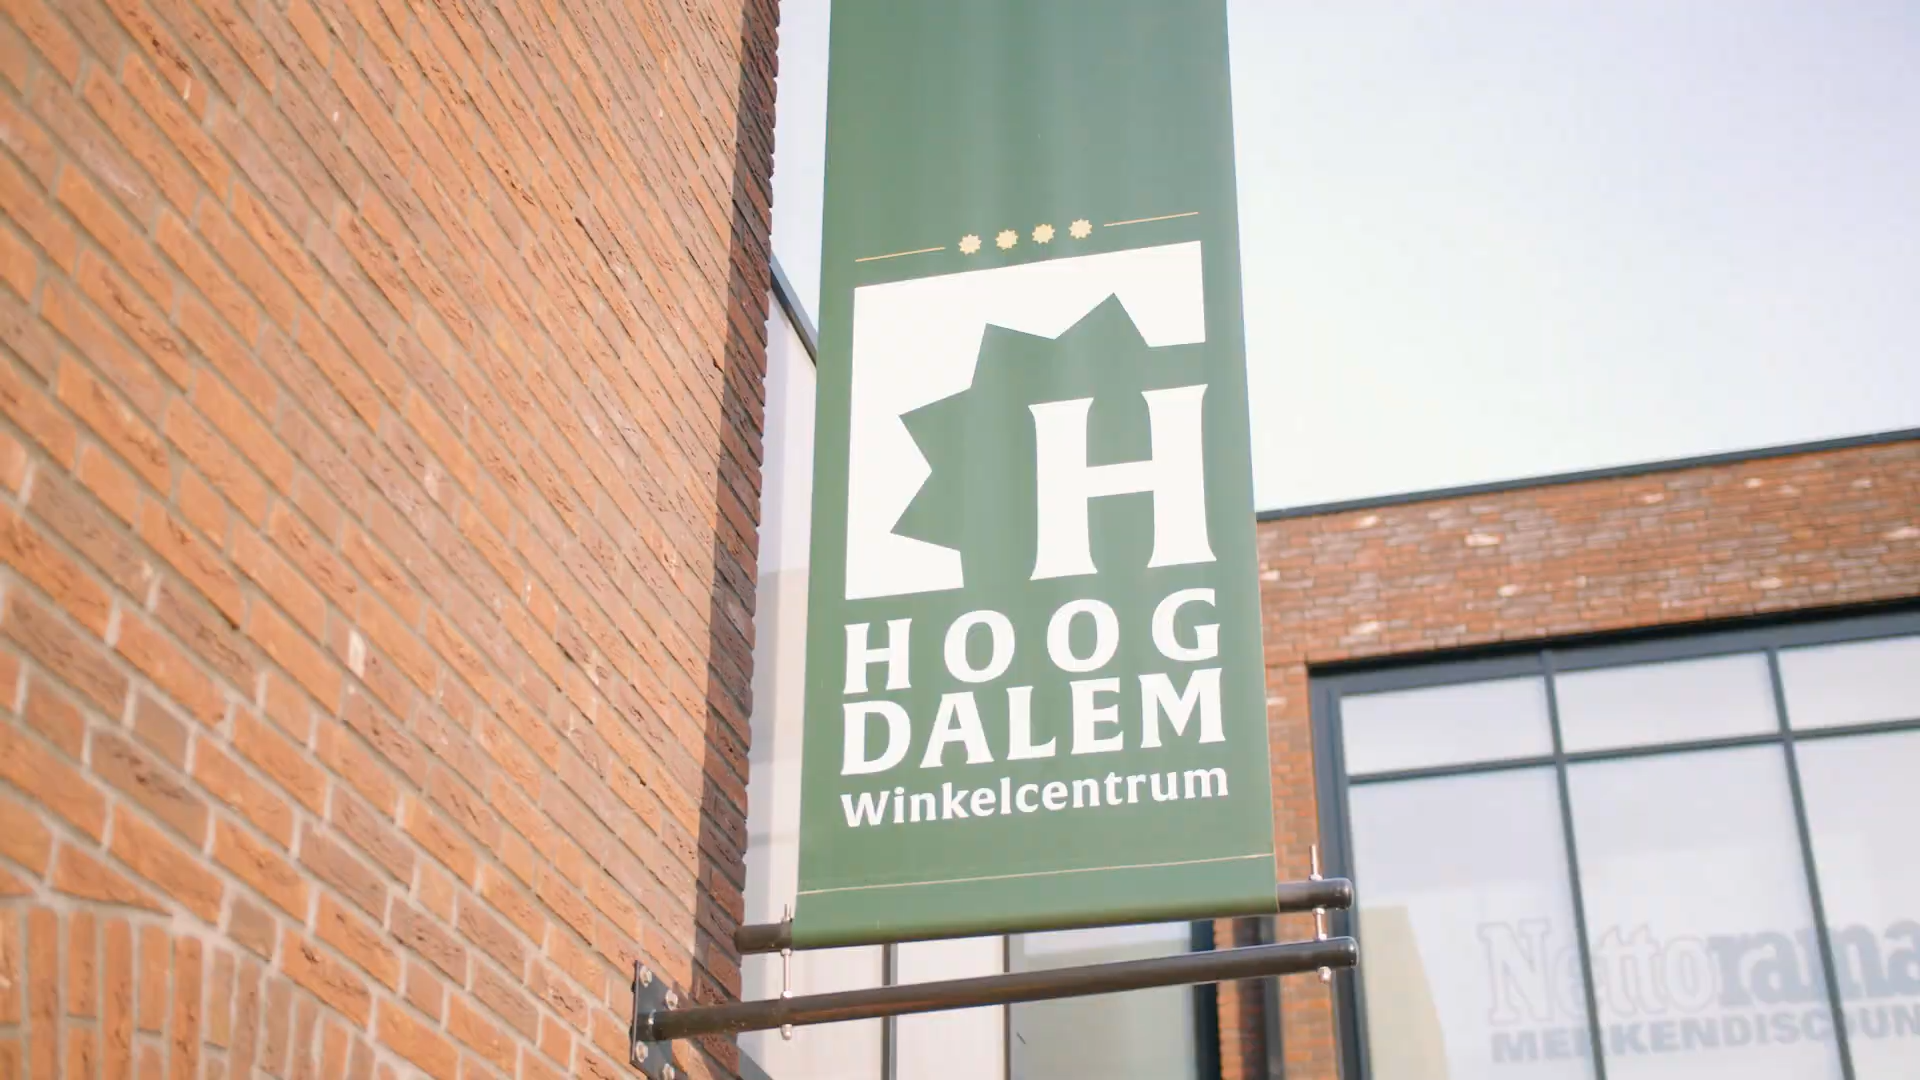 H
HOOG
DALEM
Winkelcentrum
Nettorama
MERKENDISCOUN